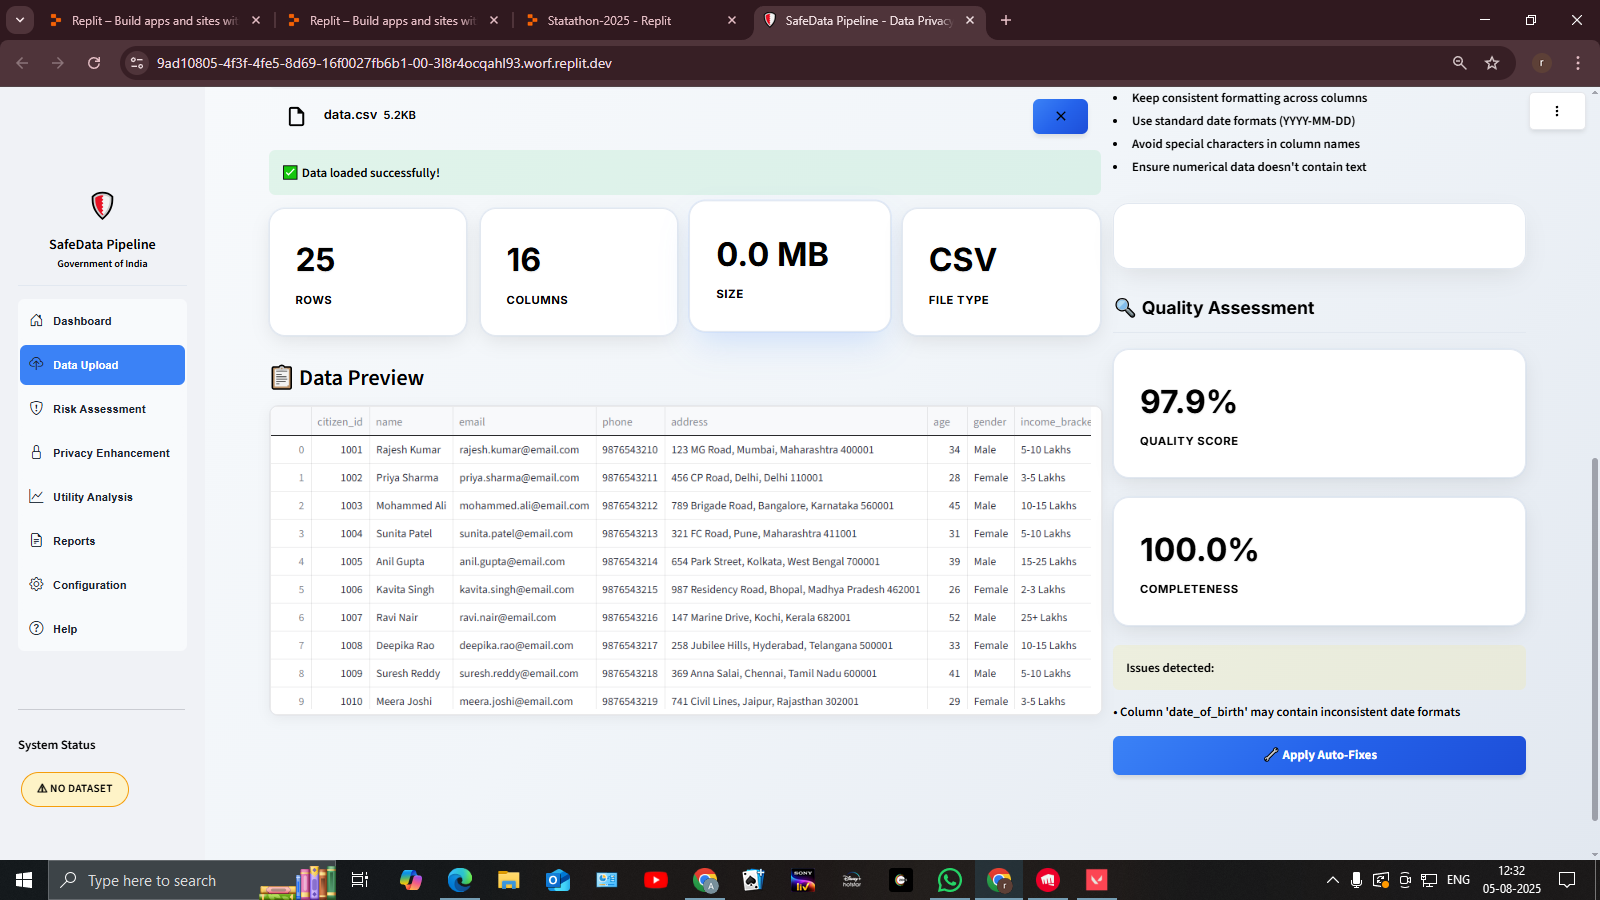 Replit – Build apps and sites wit
Replit – Build apps and sites wit
Statathon-2025 - Replit
SafeData Pipeline - Data Privac
9ad10805-4f3f-4fe5-8d69-16f0027fb6b1-00-3l8r4ocqahl93.worf.replit.dev
r
SafeData Pipeline
Government of India
Dashboard
Data Upload
Risk Assessment
Privacy Enhancement
Utility Analysis
Reports
Configuration
Help
System Status
⚠ NO DATASET
data.csv 5.2KB
✅ Data loaded successfully!
25
ROWS
16
COLUMNS
0.0 MB
SIZE
CSV
FILE TYPE
📋 Data Preview
citizen_id name email phone address age gender income_bracke
0 1001 Rajesh Kumar rajesh.kumar@email.com 9876543210 123 MG Road, Mumbai, Maharashtra 400001 34 Male 5-10 Lakhs
1 1002 Priya Sharma priya.sharma@email.com 9876543211 456 CP Road, Delhi, Delhi 110001 28 Female 3-5 Lakhs
2 1003 Mohammed Ali mohammed.ali@email.com 9876543212 789 Brigade Road, Bangalore, Karnataka 560001 45 Male 10-15 Lakhs
3 1004 Sunita Patel sunita.patel@email.com 9876543213 321 FC Road, Pune, Maharashtra 411001 31 Female 5-10 Lakhs
4 1005 Anil Gupta anil.gupta@email.com 9876543214 654 Park Street, Kolkata, West Bengal 700001 39 Male 15-25 Lakhs
5 1006 Kavita Singh kavita.singh@email.com 9876543215 987 Residency Road, Bhopal, Madhya Pradesh 462001 26 Female 2-3 Lakhs
6 1007 Ravi Nair ravi.nair@email.com 9876543216 147 Marine Drive, Kochi, Kerala 682001 52 Male 25+ Lakhs
7 1008 Deepika Rao deepika.rao@email.com 9876543217 258 Jubilee Hills, Hyderabad, Telangana 500001 33 Female 10-15 Lakhs
8 1009 Suresh Reddy suresh.reddy@email.com 9876543218 369 Anna Salai, Chennai, Tamil Nadu 600001 41 Male 5-10 Lakhs
9 1010 Meera Joshi meera.joshi@email.com 9876543219 741 Civil Lines, Jaipur, Rajasthan 302001 29 Female 3-5 Lakhs
• Keep consistent formatting across columns
• Use standard date formats (YYYY-MM-DD)
• Avoid special characters in column names
• Ensure numerical data doesn't contain text
🔍 Quality Assessment
97.9%
QUALITY SCORE
100.0%
COMPLETENESS
Issues detected:
• Column 'date_of_birth' may contain inconsistent date formats
🔧 Apply Auto-Fixes
Type here to search
SONY
liv
Disney+
hotstar
A
r
ENG
12:32
05-08-2025